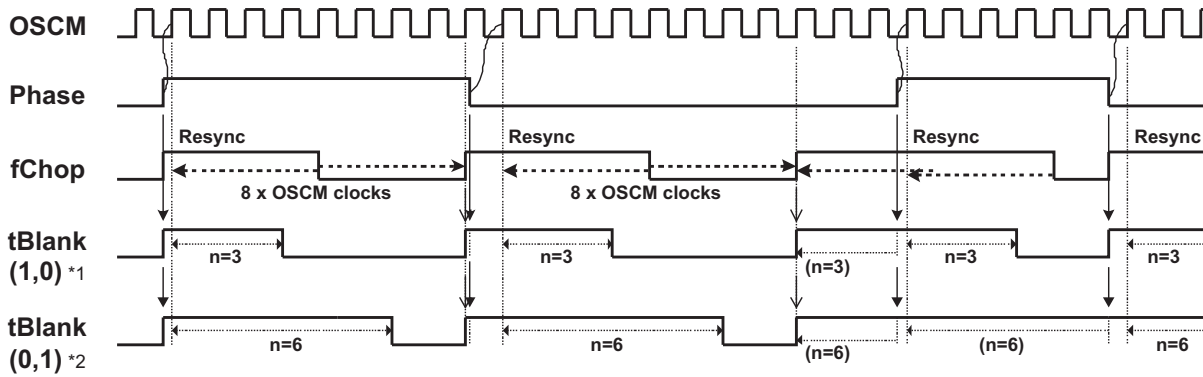 OSCM
Phase
Resync Resync Resync Resync
fChop
8 x OSCM clocks 8 x OSCM clocks
tBlank
(1,0) *1
n=3 n=3 (n=3) n=3 n=3
tBlank
(0,1) *2
n=6 n=6 (n=6) (n=6) n=6